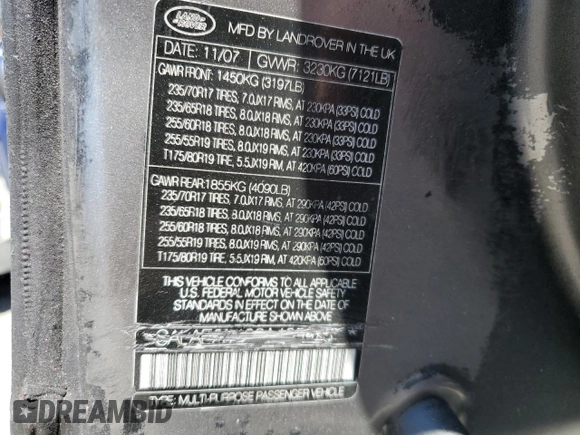 LAND ROVER
MFD BY LANDROVER IN THE UK
DATE: 11/07 GVWR: 3230KG (7121LB)
GAWR FRONT: 1450KG (3197LB)
235/70R17 TIRES, 7.0JX17 RIMS, AT 230KPA (33PSI) COLD
235/65R18 TIRES, 8.0JX18 RIMS, AT 230KPA (33PSI) COLD
255/60R18 TIRES, 8.0JX18 RIMS, AT 230KPA (33PSI) COLD
255/55R19 TIRES, 8.0JX19 RIMS, AT 230KPA (33PSI) COLD
T175/80R19 TIRE, 5.5JX19 RIM, AT 420KPA (60PSI) COLD
GAWR REAR: 1855KG (4090LB)
235/70R17 TIRES, 7.0JX17 RIMS, AT 290KPA (42PSI) COLD
235/65R18 TIRES, 8.0JX18 RIMS, AT 290KPA (42PSI) COLD
255/60R18 TIRES, 8.0JX18 RIMS, AT 290KPA (42PSI) COLD
255/55R19 TIRES, 8.0JX19 RIMS, AT 290KPA (42PSI) COLD
T175/80R19 TIRE, 5.5JX19 RIM, AT 420KPA (60PSI) COLD
THIS VEHICLE CONFORMS TO ALL APPLICABLE
U.S. FEDERAL MOTOR VEHICLE SAFETY
STANDARDS IN EFFECT ON THE DATE OF
MANUFACTURE SHOWN ABOVE
TYPE: MULTI-PURPOSE PASSENGER VEHICLE
DREAMBID